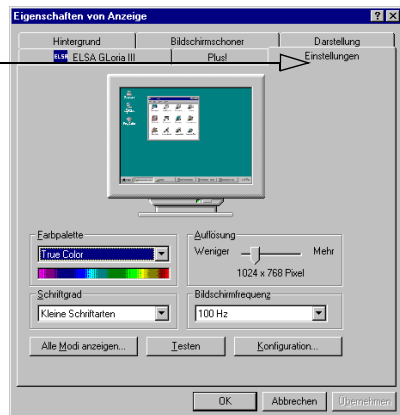 Eigenschaften von Anzeige
Hintergrund Bildschirmschoner Darstellung
ELSA ELSA GLoria III Plus! Einstellungen
Farbpalette
True Color
Auflösung
Weniger Mehr
1024 x 768 Pixel
Schriftgrad
Kleine Schriftarten
Bildschirmfrequenz
100 Hz
Alle Modi anzeigen... Testen Konfiguration...
OK Abbrechen Übernehmen